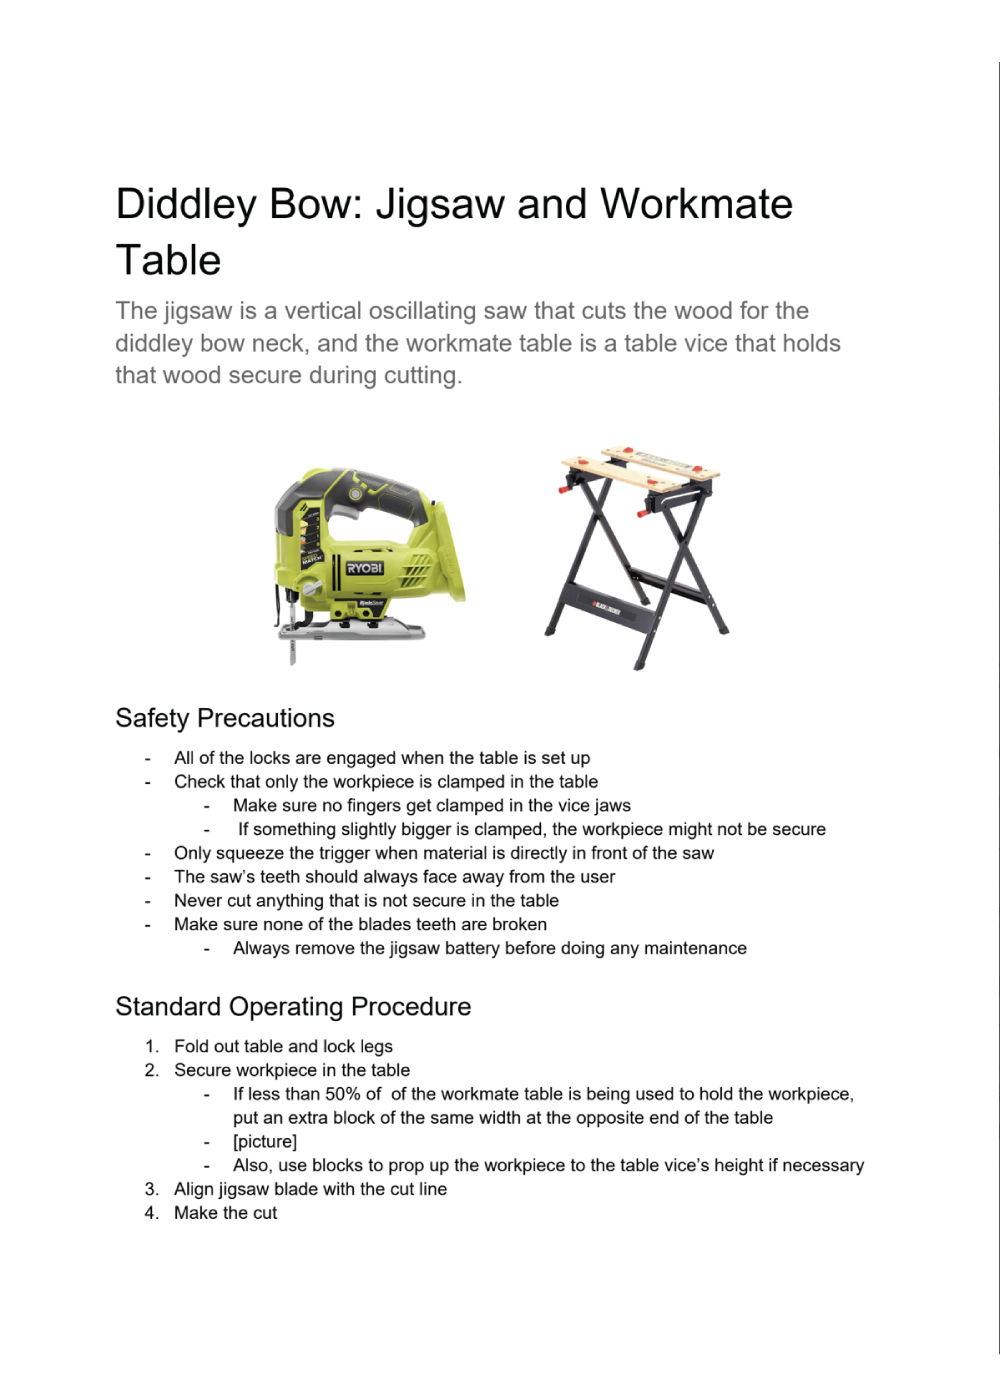 Diddley Bow: Jigsaw and Workmate
Table
The jigsaw is a vertical oscillating saw that cuts the wood for the
diddley bow neck, and the workmate table is a table vice that holds
that wood secure during cutting.
RYOBI
BLACK+DECKER
Safety Precautions
- All of the locks are engaged when the table is set up
- Check that only the workpiece is clamped in the table
- Make sure no fingers get clamped in the vice jaws
- If something slightly bigger is clamped, the workpiece might not be secure
- Only squeeze the trigger when material is directly in front of the saw
- The saw's teeth should always face away from the user
- Never cut anything that is not secure in the table
- Make sure none of the blades teeth are broken
- Always remove the jigsaw battery before doing any maintenance
Standard Operating Procedure
1. Fold out table and lock legs
2. Secure workpiece in the table
- If less than 50% of  of the workmate table is being used to hold the workpiece,
put an extra block of the same width at the opposite end of the table
- [picture]
- Also, use blocks to prop up the workpiece to the table vice's height if necessary
3. Align jigsaw blade with the cut line
4. Make the cut